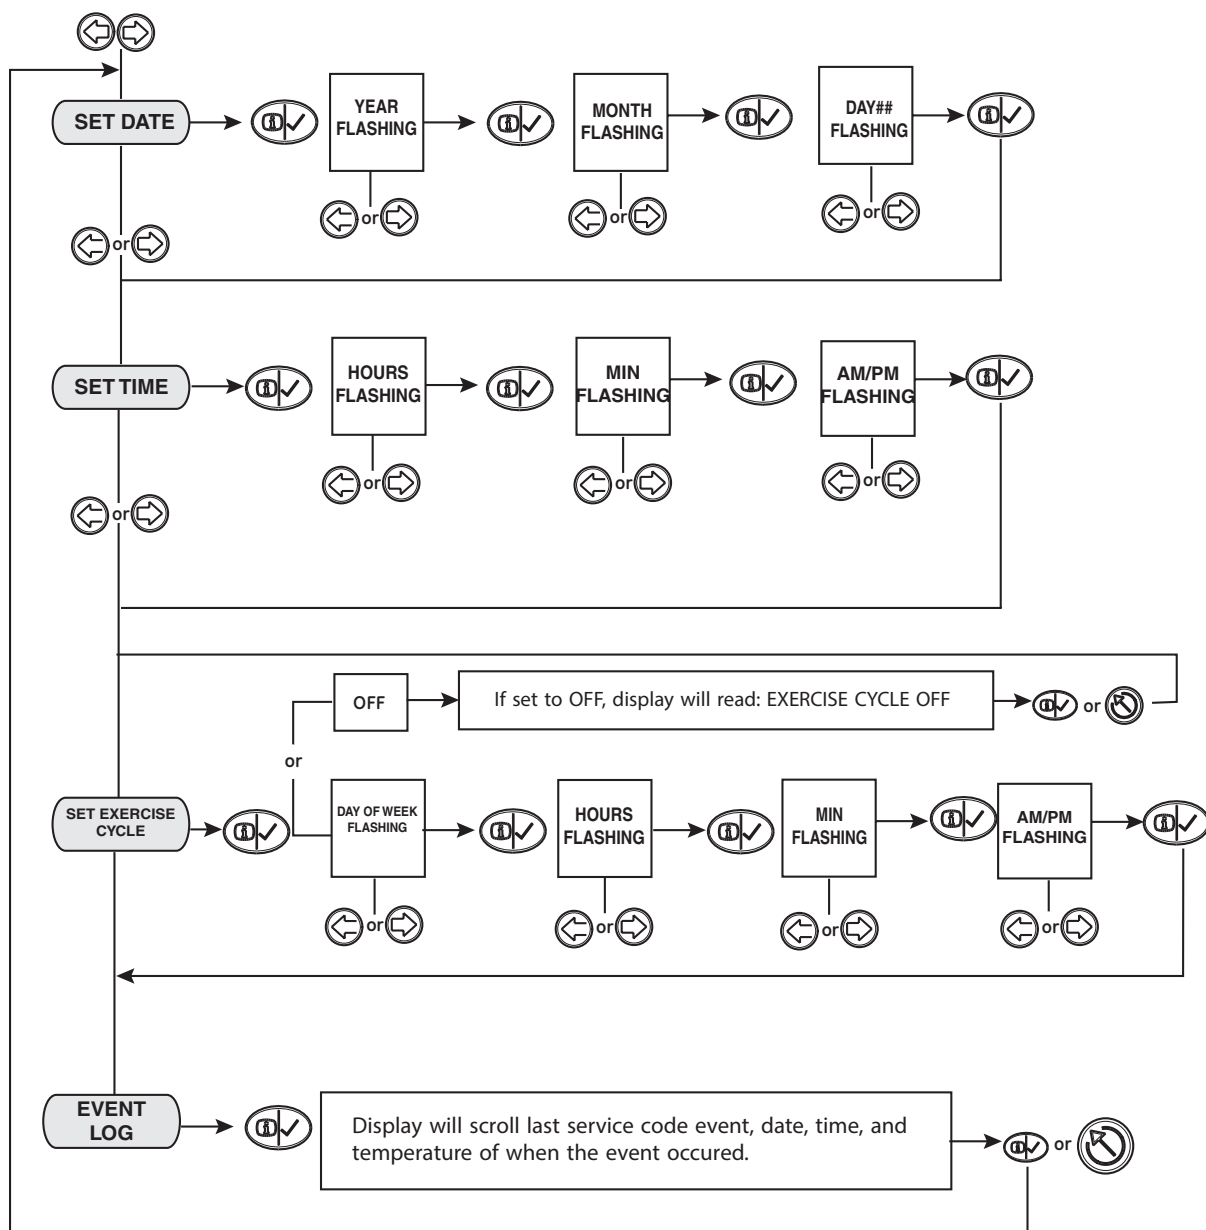 SET DATE
YEAR
FLASHING
MONTH
FLASHING
DAY##
FLASHING
or
or
or
or
SET TIME
HOURS
FLASHING
MIN
FLASHING
AM/PM
FLASHING
or
or
or
or
OFF
If set to OFF, display will read: EXERCISE CYCLE OFF
or
or
SET EXERCISE
CYCLE
DAY OF WEEK
FLASHING
HOURS
FLASHING
MIN
FLASHING
AM/PM
FLASHING
or
or
or
or
EVENT
LOG
Display will scroll last service code event, date, time, and
temperature of when the event occured.
or